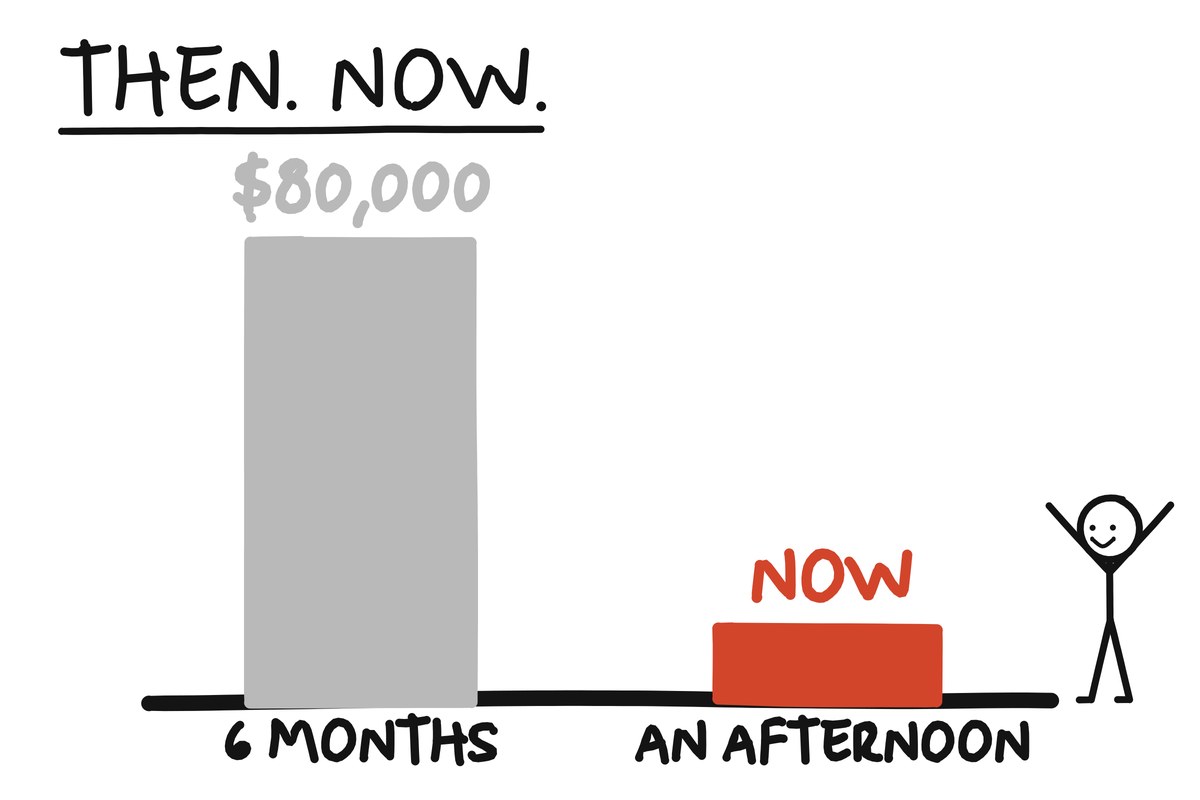 THEN. NOW.
$80,000
NOW
6 MONTHS
AN AFTERNOON